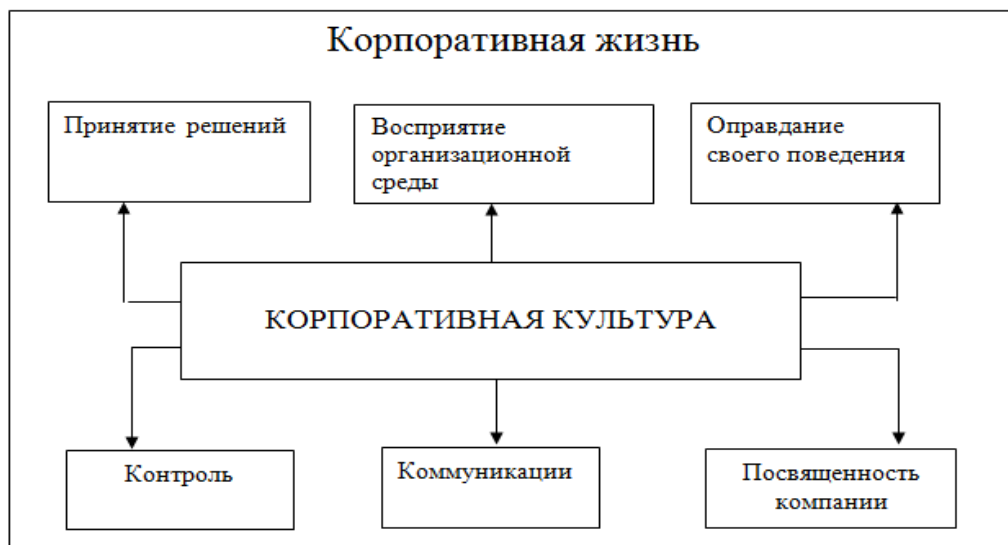 Корпоративная жизнь
Принятие решений
Восприятие
организационной
среды
Оправдание
своего поведения
КОРПОРАТИВНАЯ КУЛЬТУРА
Контроль
Коммуникации
Посвященность
компании